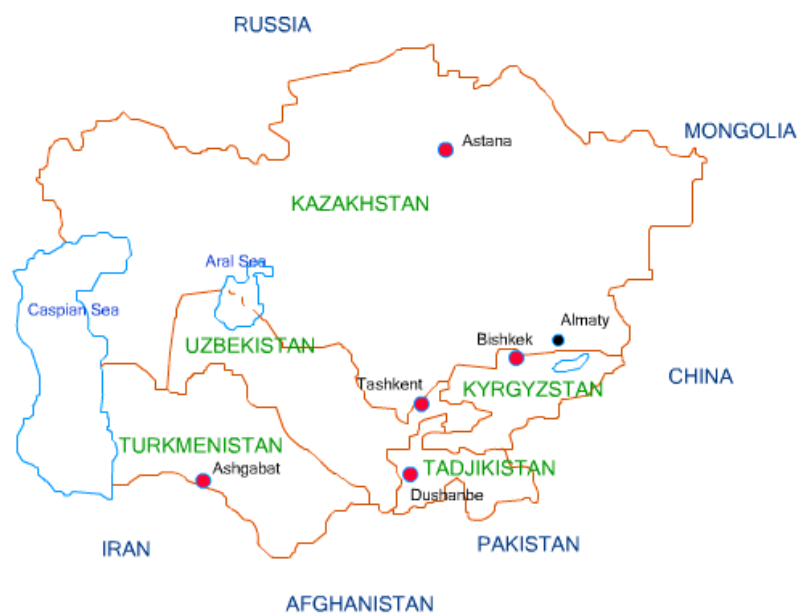 RUSSIA
MONGOLIA
Astana
KAZAKHSTAN
Aral Sea
Caspian Sea
Almaty
UZBEKISTAN
Bishkek
CHINA
Tashkent
KYRGYZSTAN
TURKMENISTAN
Ashgabat
TADJIKISTAN
Dushanbe
IRAN
PAKISTAN
AFGHANISTAN